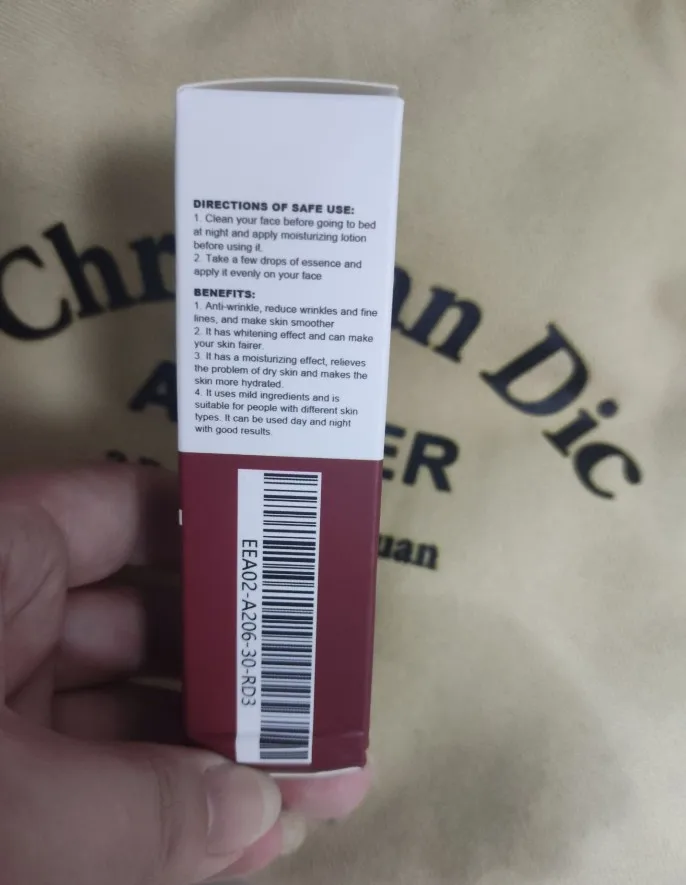 DIRECTIONS OF SAFE USE:
1. Clean your face before going to bed
at night and apply moisturizing lotion
before using it.
2. Take a few drops of essence and
apply it evenly on your face
BENEFITS:
1. Anti-wrinkle, reduce wrinkles and fine
lines, and make skin smoother
2. It has whitening effect and can make
your skin fairer.
3. It has a moisturizing effect, relieves
the problem of dry skin and makes the
skin more hydraled.
4. It uses mild ingredients and is
suitable for people with different skin
types. It can be used day and night
with good results.
EEA02-A206-30-RD3
Chr an Dic
A ER
uan